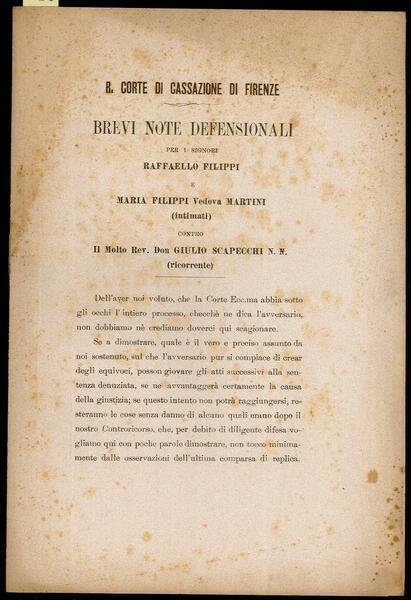 R. CORTE DI CASSAZIONE DI FIRENZE
BREVI NOTE DEFENSIONALI
PER I SIGNORI
RAFFAELLO FILIPPI
E
MARIA FILIPPI Vedova MARTINI
(intimati)
CONTRO
Il Molto Rev. Don GIULIO SCAPECCHI N. N.
(ricorrente)
Dell'aver noi voluto, che la Corte Ecc.ma abbia sotto
gli occhi l'intiero processo, checchè ne dica l'avversario,
non dobbiamo nè crediamo doverci qui scagionare.
Se a dimostrare, quale è il vero e preciso assunto da
noi sostenuto, sul che l'avversario pur si compiace di crear
degli equivoci, posson giovare gli atti successivi alla sen-
tenza denuziata, se ne avvantaggerà certamente la causa
della giustizia; se questo intento non potrà raggiungersi, re-
steranno le cose senza danno di alcuno quali erano dopo il
nostro Controricorso, che, per debito di diligente difesa vo-
gliamo qui con poche parole dimostrare, non tocco minima-
mente dalle osservazioni dell'ultima comparsa di replica.